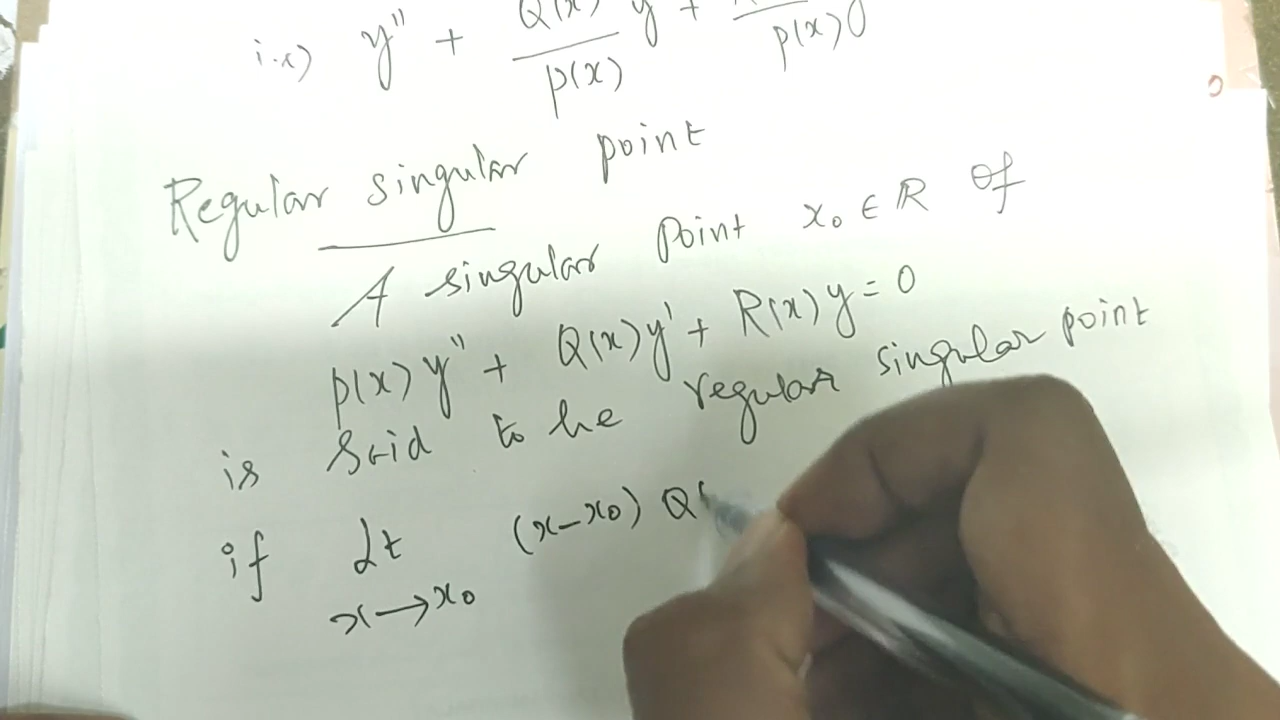 i.e) y" + Q(x)/p(x) y + /p(x)
Regular singular point
A singular point x₀ ∈ ℝ of
p(x) y" + Q(x) y' + R(x) y = 0
is said to be regular singular point
if Lt (x-x₀) Q(
x→x₀